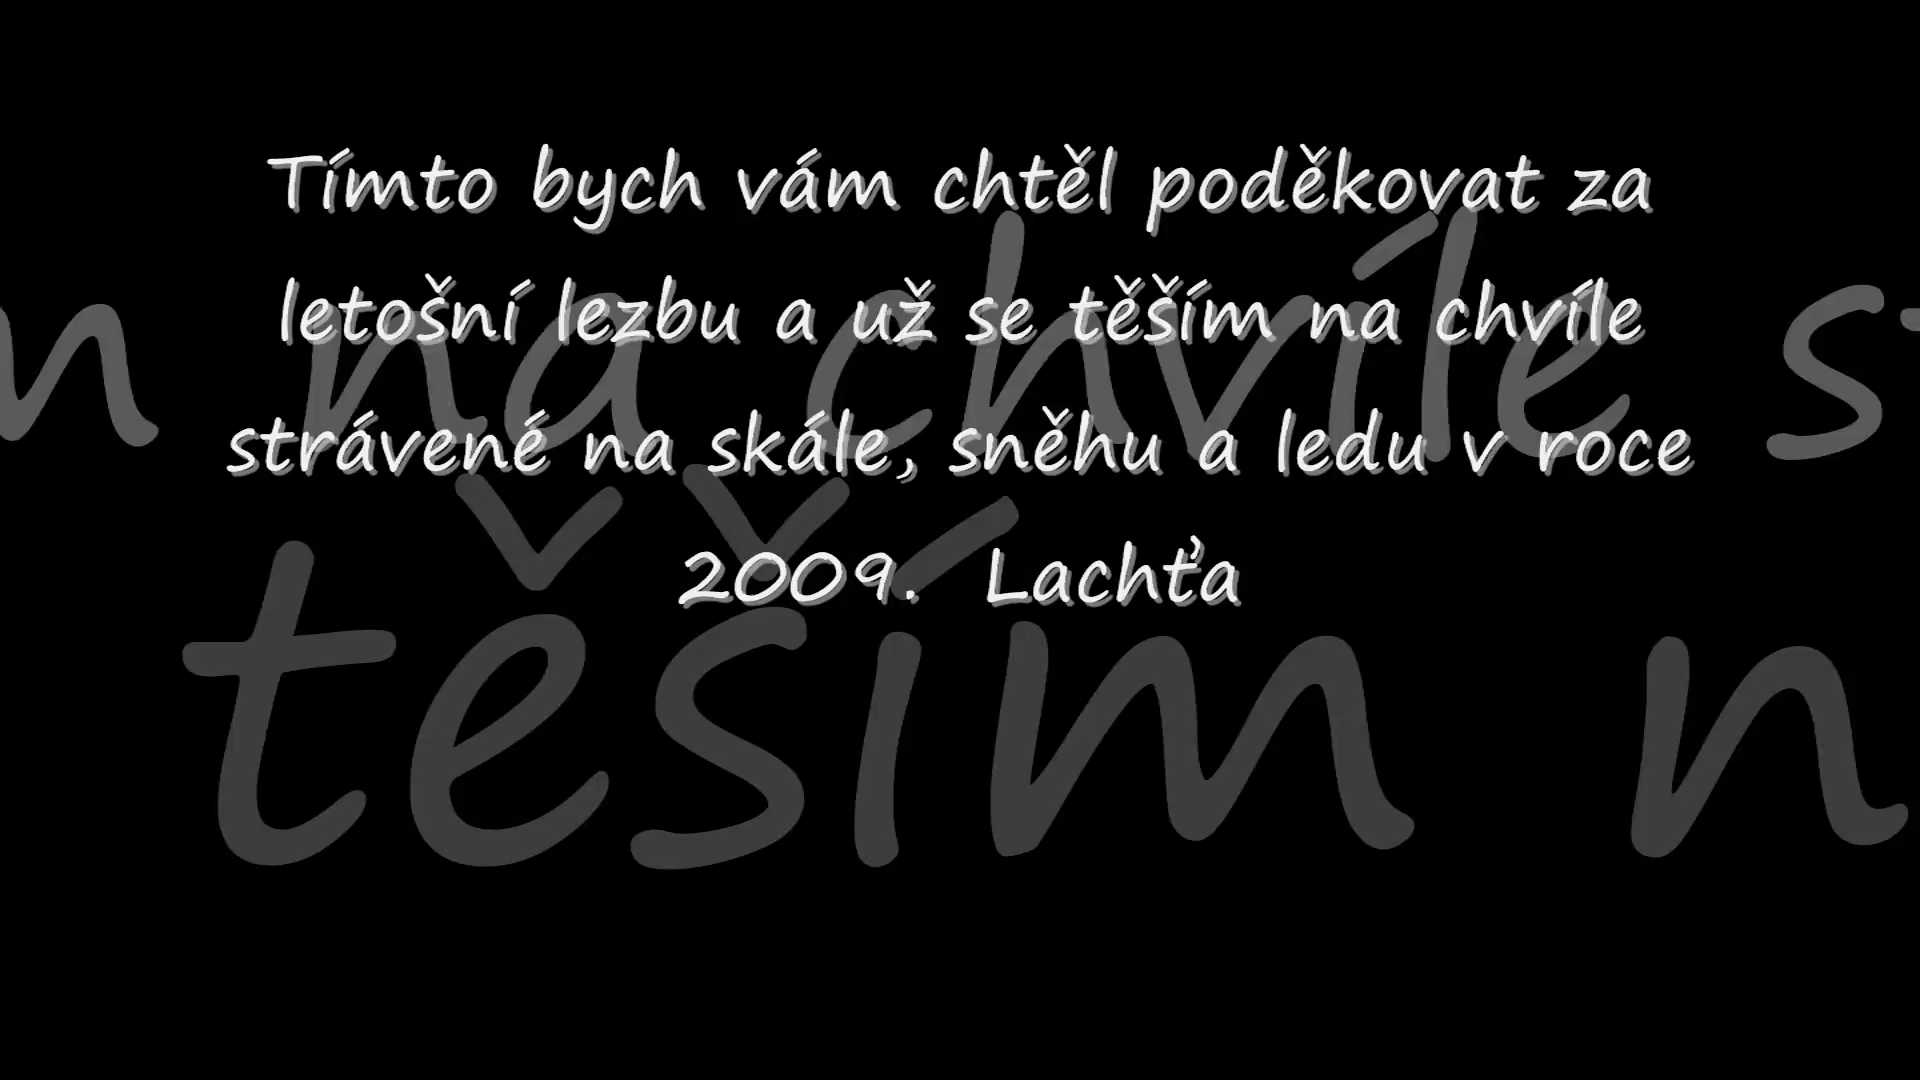 Tímto bych vám chtěl poděkovat za
letošní lezbu a už se těším na chvíle
strávené na skále, sněhu a ledu v roce
2009. Lachťa
m na chvíle s
těším n